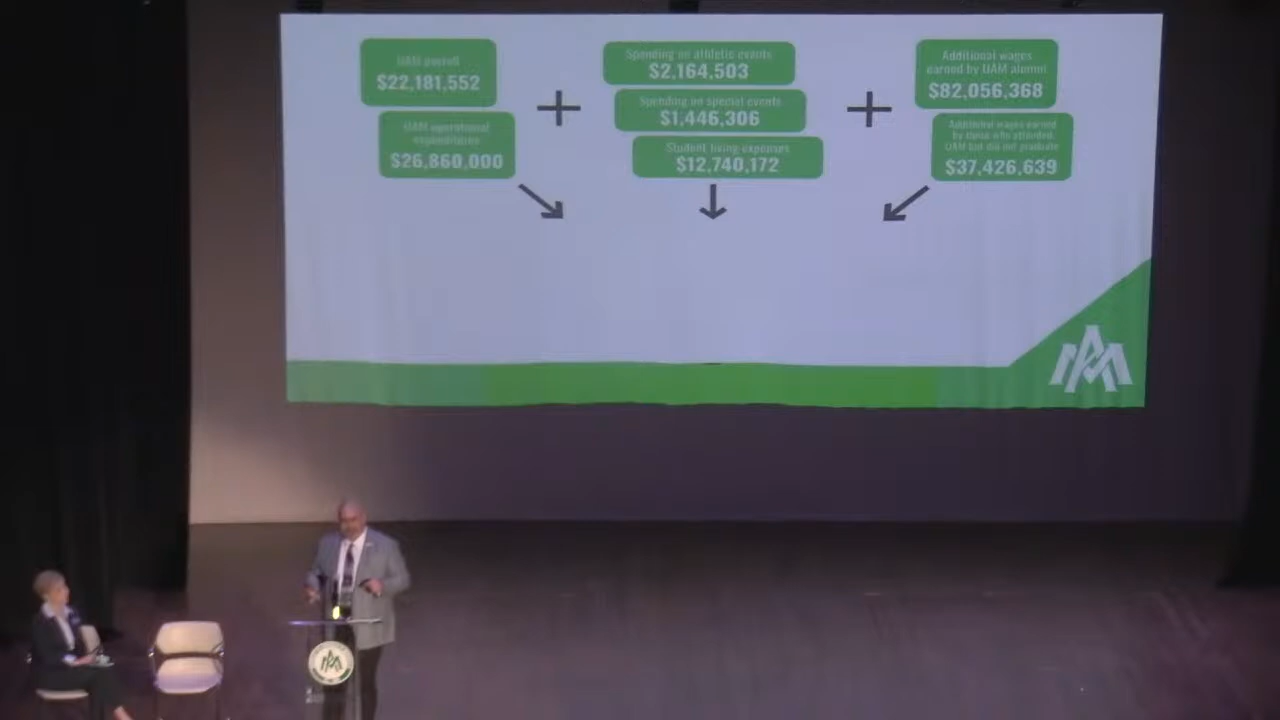 UAM payroll
$22,181,552
UAM operational
expenditures
$26,860,000
+
Spending on athletic events
$2,164,503
Spending on special events
$1,446,306
Student living expenses
$12,740,172
+
Additional wages
earned by UAM alumni
$82,056,368
Additional wages earned
by those who attended
UAM but did not graduate
$37,426,639